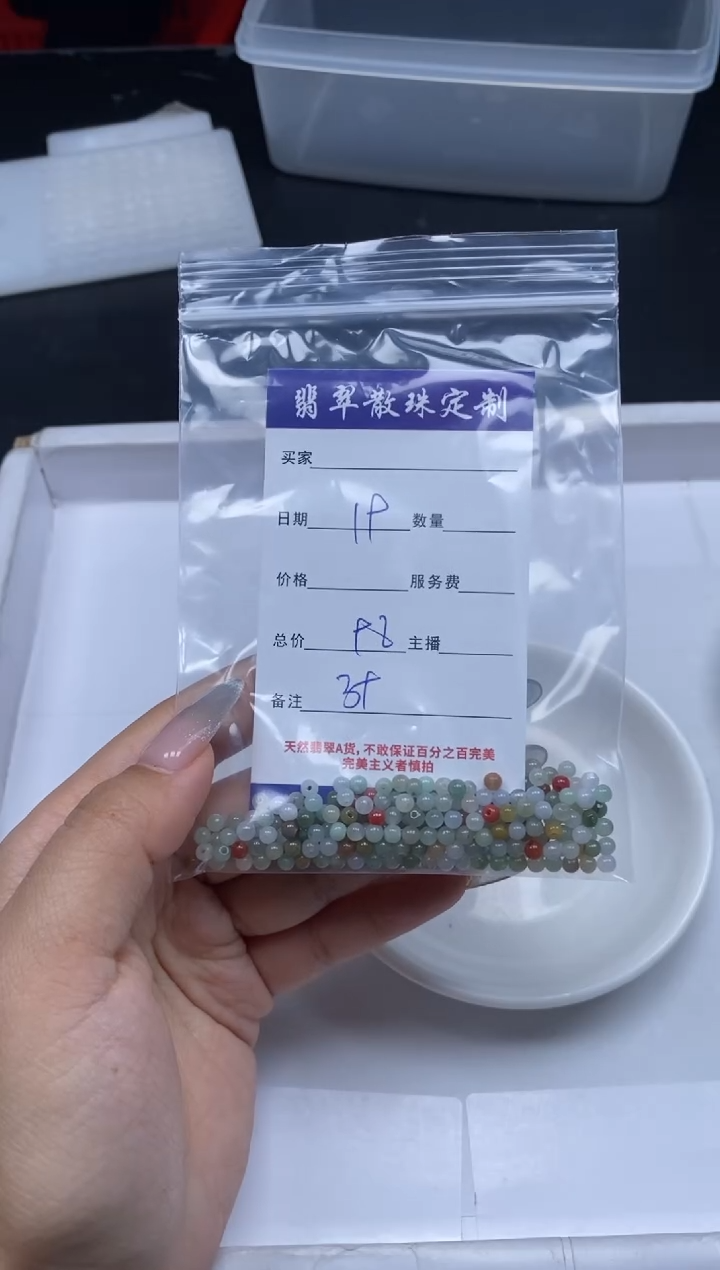 翡翠散珠定制
买家
日期 数量
价格 服务费
总价 主播
备注
天然翡翠A货,不敢保证百分之百完美
完美主义者慎拍